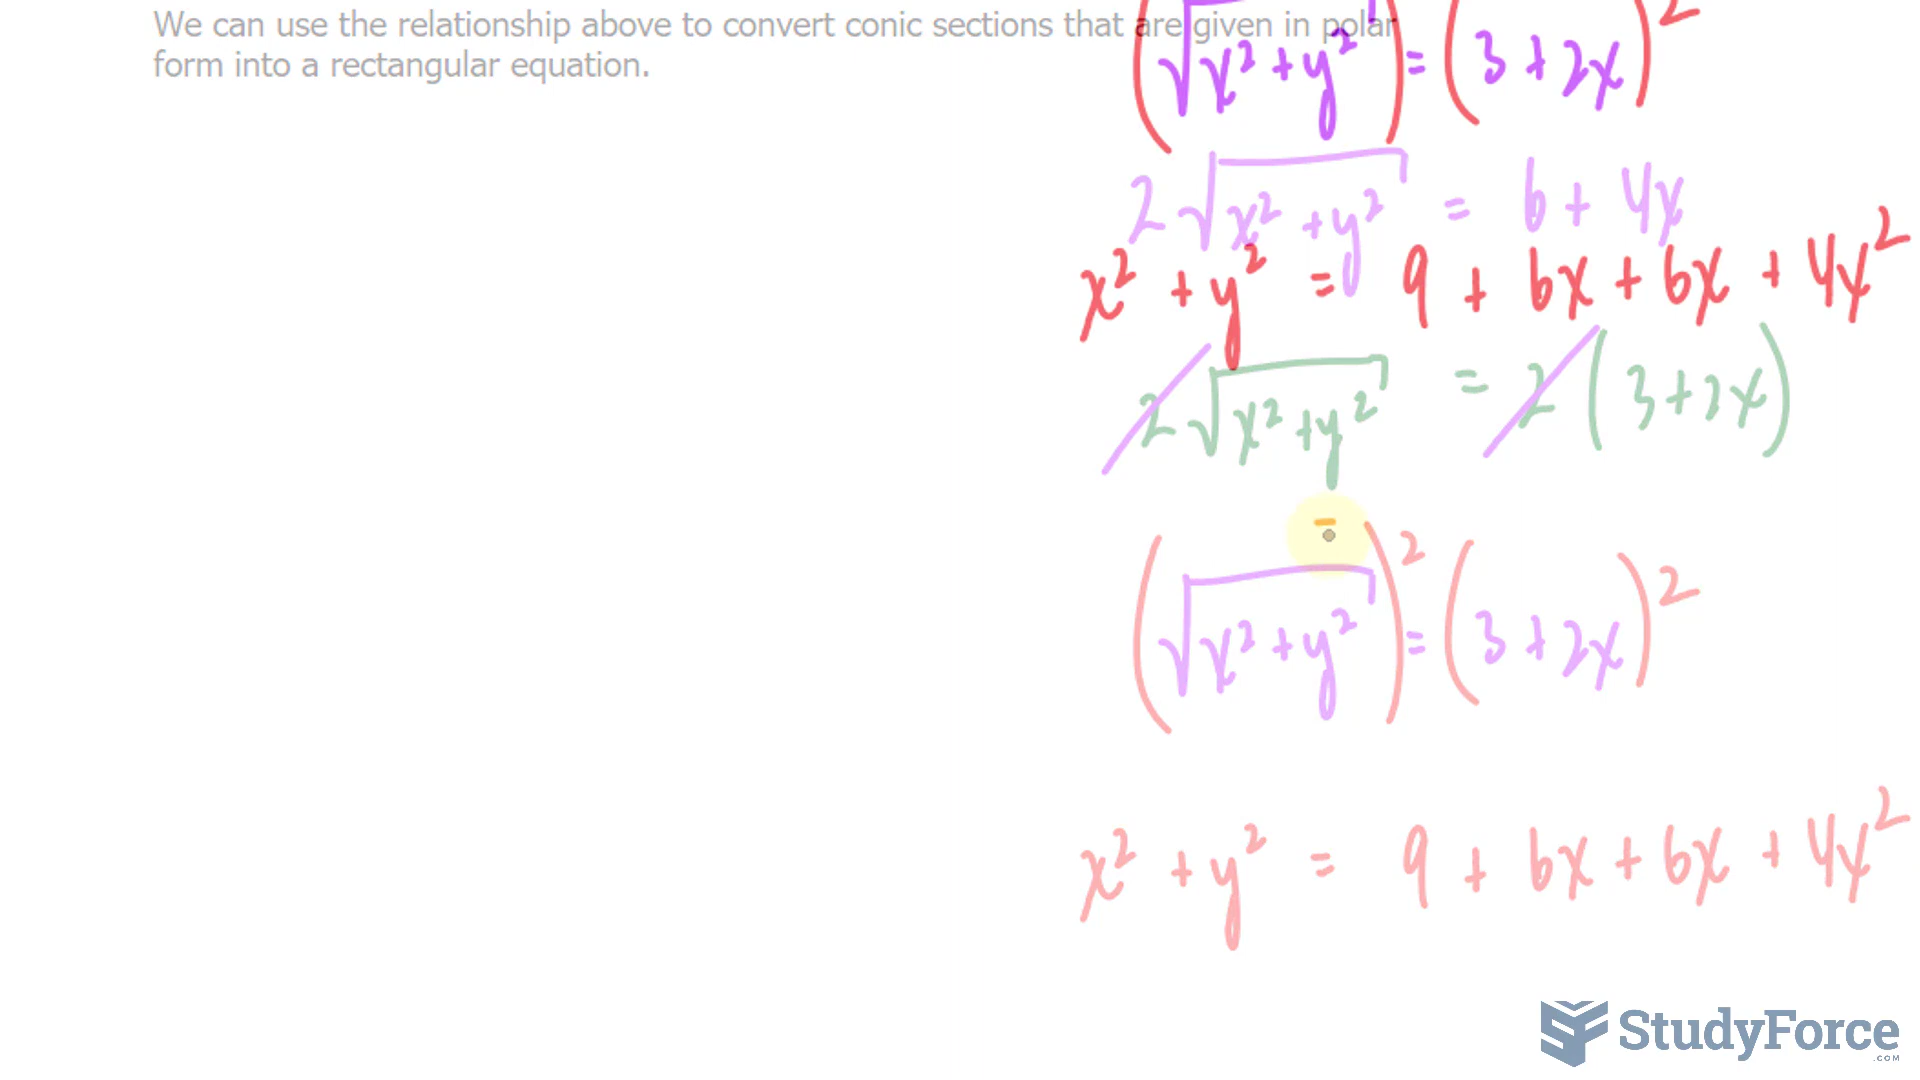 We can use the relationship above to convert conic sections that are given in polar
form into a rectangular equation.
(√x² + y²) = (3 + 2x)²
2√x² + y² = 6 + 4x
x² + y² = 9 + 6x + 6x + 4x²
2√x² + y² = 2(3 + 2x)
(√x² + y²)² = (3 + 2x)²
x² + y² = 9 + 6x + 6x + 4x²
StudyForce
.COM